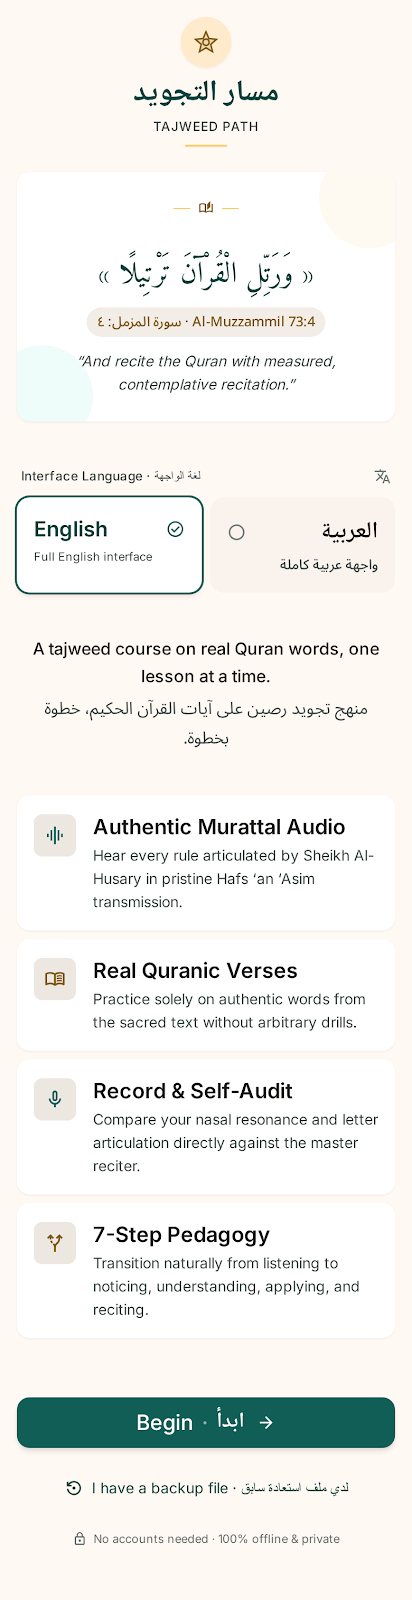 مسار التجويد
TAJWEED PATH
« وَرَتِّلِ الْقُرْآنَ تَرْتِيلًا »
سورة المزمل: ٤ · Al-Muzzammil 73:4
“And recite the Quran with measured,
contemplative recitation.”
Interface Language · لغة الواجهة
English
Full English interface
العربية
واجهة عربية كاملة
A tajweed course on real Quran words, one
lesson at a time.
منهج تجويد رصين على آيات القرآن الحكيم، خطوة
بخطوة.
Authentic Murattal Audio
Hear every rule articulated by Sheikh Al-
Husary in pristine Hafs ‘an ‘Asim
transmission.
Real Quranic Verses
Practice solely on authentic words from
the sacred text without arbitrary drills.
Record & Self-Audit
Compare your nasal resonance and letter
articulation directly against the master
reciter.
7-Step Pedagogy
Transition naturally from listening to
noticing, understanding, applying, and
reciting.
Begin · ابدأ
I have a backup file · لدي ملف استعادة سابق
No accounts needed · 100% offline & private